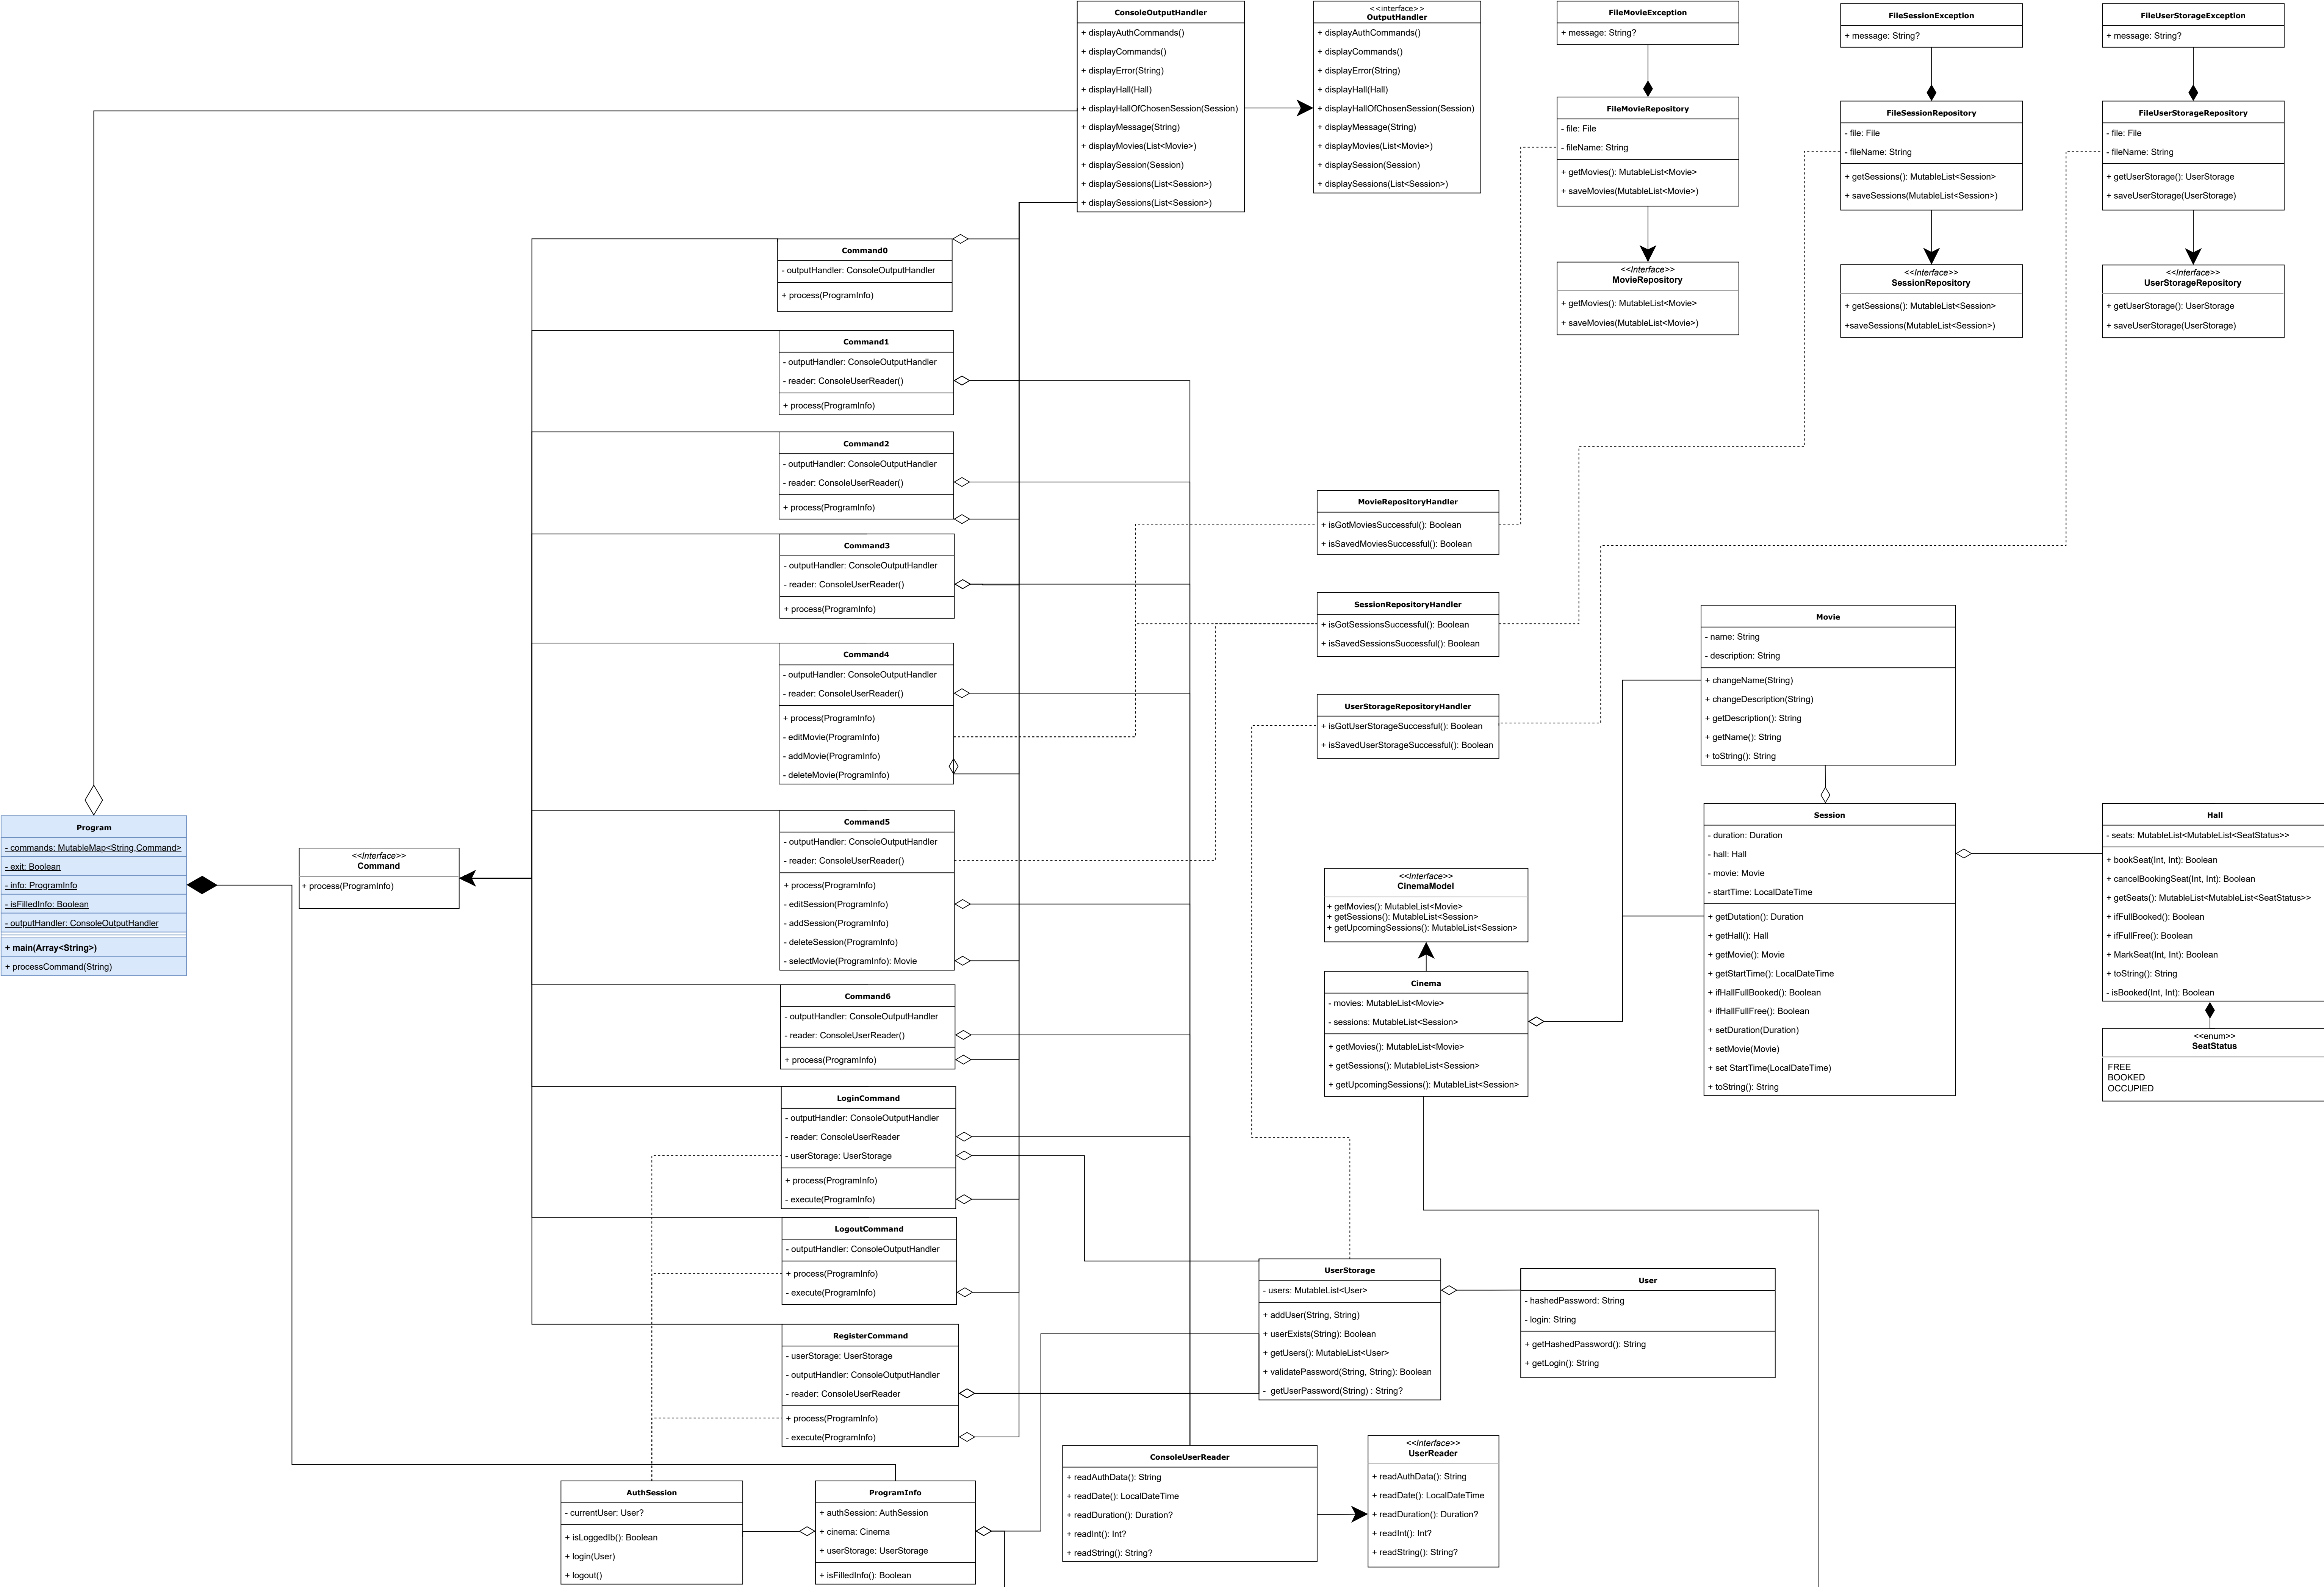 ConsoleOutputHandler
+ displayAuthCommands()
+ displayCommands()
+ displayError(String)
+ displayHall(Hall)
+ displayHallOfChosenSession(Session)
+ displayMessage(String)
+ displayMovies(List<Movie>)
+ displaySession(Session)
+ displaySessions(List<Session>)
+ displaySessions(List<Session>)
<<interface>>
OutputHandler
+ displayAuthCommands()
+ displayCommands()
+ displayError(String)
+ displayHall(Hall)
+ displayHallOfChosenSession(Session)
+ displayMessage(String)
+ displayMovies(List<Movie>)
+ displaySession(Session)
+ displaySessions(List<Session>)
FileMovieException
+ message: String?
FileSessionException
+ message: String?
FileUserStorageException
+ message: String?
FileMovieRepository
- file: File
- fileName: String
+ getMovies(): MutableList<Movie>
+ saveMovies(MutableList<Movie>)
FileSessionRepository
- file: File
- fileName: String
+ getSessions(): MutableList<Session>
+ saveSessions(MutableList<Session>)
FileUserStorageRepository
- file: File
- fileName: String
+ getUserStorage(): UserStorage
+ saveUserStorage(UserStorage)
<<Interface>>
MovieRepository
+ getMovies(): MutableList<Movie>
+ saveMovies(MutableList<Movie>)
<<Interface>>
SessionRepository
+ getSessions(): MutableList<Session>
+saveSessions(MutableList<Session>)
<<Interface>>
UserStorageRepository
+ getUserStorage(): UserStorage
+ saveUserStorage(UserStorage)
Command0
- outputHandler: ConsoleOutputHandler
+ process(ProgramInfo)
Command1
- outputHandler: ConsoleOutputHandler
- reader: ConsoleUserReader()
+ process(ProgramInfo)
Command2
- outputHandler: ConsoleOutputHandler
- reader: ConsoleUserReader()
+ process(ProgramInfo)
Command3
- outputHandler: ConsoleOutputHandler
- reader: ConsoleUserReader()
+ process(ProgramInfo)
Command4
- outputHandler: ConsoleOutputHandler
- reader: ConsoleUserReader()
+ process(ProgramInfo)
- editMovie(ProgramInfo)
- addMovie(ProgramInfo)
- deleteMovie(ProgramInfo)
MovieRepositoryHandler
+ isGotMoviesSuccessful(): Boolean
+ isSavedMoviesSuccessful(): Boolean
SessionRepositoryHandler
+ isGotSessionsSuccessful(): Boolean
+ isSavedSessionsSuccessful(): Boolean
UserStorageRepositoryHandler
+ isGotUserStorageSuccessful(): Boolean
+ isSavedUserStorageSuccessful(): Boolean
Movie
- name: String
- description: String
+ changeName(String)
+ changeDescription(String)
+ getDescription(): String
+ getName(): String
+ toString(): String
Program
- commands: MutableMap<String,Command>
- exit: Boolean
- info: ProgramInfo
- isFilledInfo: Boolean
- outputHandler: ConsoleOutputHandler
+ main(Array<String>)
+ processCommand(String)
<<Interface>>
Command
+ process(ProgramInfo)
Command5
- outputHandler: ConsoleOutputHandler
- reader: ConsoleUserReader()
+ process(ProgramInfo)
- editSession(ProgramInfo)
- addSession(ProgramInfo)
- deleteSession(ProgramInfo)
- selectMovie(ProgramInfo): Movie
<<Interface>>
CinemaModel
+ getMovies(): MutableList<Movie>
+ getSessions(): MutableList<Session>
+ getUpcomingSessions(): MutableList<Session>
Cinema
- movies: MutableList<Movie>
- sessions: MutableList<Session>
+ getMovies(): MutableList<Movie>
+ getSessions(): MutableList<Session>
+ getUpcomingSessions(): MutableList<Session>
Session
- duration: Duration
- hall: Hall
- movie: Movie
- startTime: LocalDateTime
+ getDutation(): Duration
+ getHall(): Hall
+ getMovie(): Movie
+ getStartTime(): LocalDateTime
+ ifHallFullBooked(): Boolean
+ ifHallFullFree(): Boolean
+ setDuration(Duration)
+ setMovie(Movie)
+ set StartTime(LocalDateTime)
+ toString(): String
Hall
- seats: MutableList<MutableList<SeatStatus>>
+ bookSeat(Int, Int): Boolean
+ cancelBookingSeat(Int, Int): Boolean
+ getSeats(): MutableList<MutableList<SeatStatus>>
+ ifFullBooked(): Boolean
+ ifFullFree(): Boolean
+ MarkSeat(Int, Int): Boolean
+ toString(): String
- isBooked(Int, Int): Boolean
<<enum>>
SeatStatus
FREE
BOOKED
OCCUPIED
Command6
- outputHandler: ConsoleOutputHandler
- reader: ConsoleUserReader()
+ process(ProgramInfo)
LoginCommand
- outputHandler: ConsoleOutputHandler
- reader: ConsoleUserReader
- userStorage: UserStorage
+ process(ProgramInfo)
- execute(ProgramInfo)
LogoutCommand
- outputHandler: ConsoleOutputHandler
+ process(ProgramInfo)
- execute(ProgramInfo)
RegisterCommand
- userStorage: UserStorage
- outputHandler: ConsoleOutputHandler
- reader: ConsoleUserReader
+ process(ProgramInfo)
- execute(ProgramInfo)
UserStorage
- users: MutableList<User>
+ addUser(String, String)
+ userExists(String): Boolean
+ getUsers(): MutableList<User>
+ validatePassword(String, String): Boolean
- getUserPassword(String) : String?
User
- hashedPassword: String
- login: String
+ getHashedPassword(): String
+ getLogin(): String
AuthSession
- currentUser: User?
+ isLoggedIb(): Boolean
+ login(User)
+ logout()
ProgramInfo
+ authSession: AuthSession
+ cinema: Cinema
+ userStorage: UserStorage
+ isFilledInfo(): Boolean
ConsoleUserReader
+ readAuthData(): String
+ readDate(): LocalDateTime
+ readDuration(): Duration?
+ readInt(): Int?
+ readString(): String?
<<Interface>>
UserReader
+ readAuthData(): String
+ readDate(): LocalDateTime
+ readDuration(): Duration?
+ readInt(): Int?
+ readString(): String?